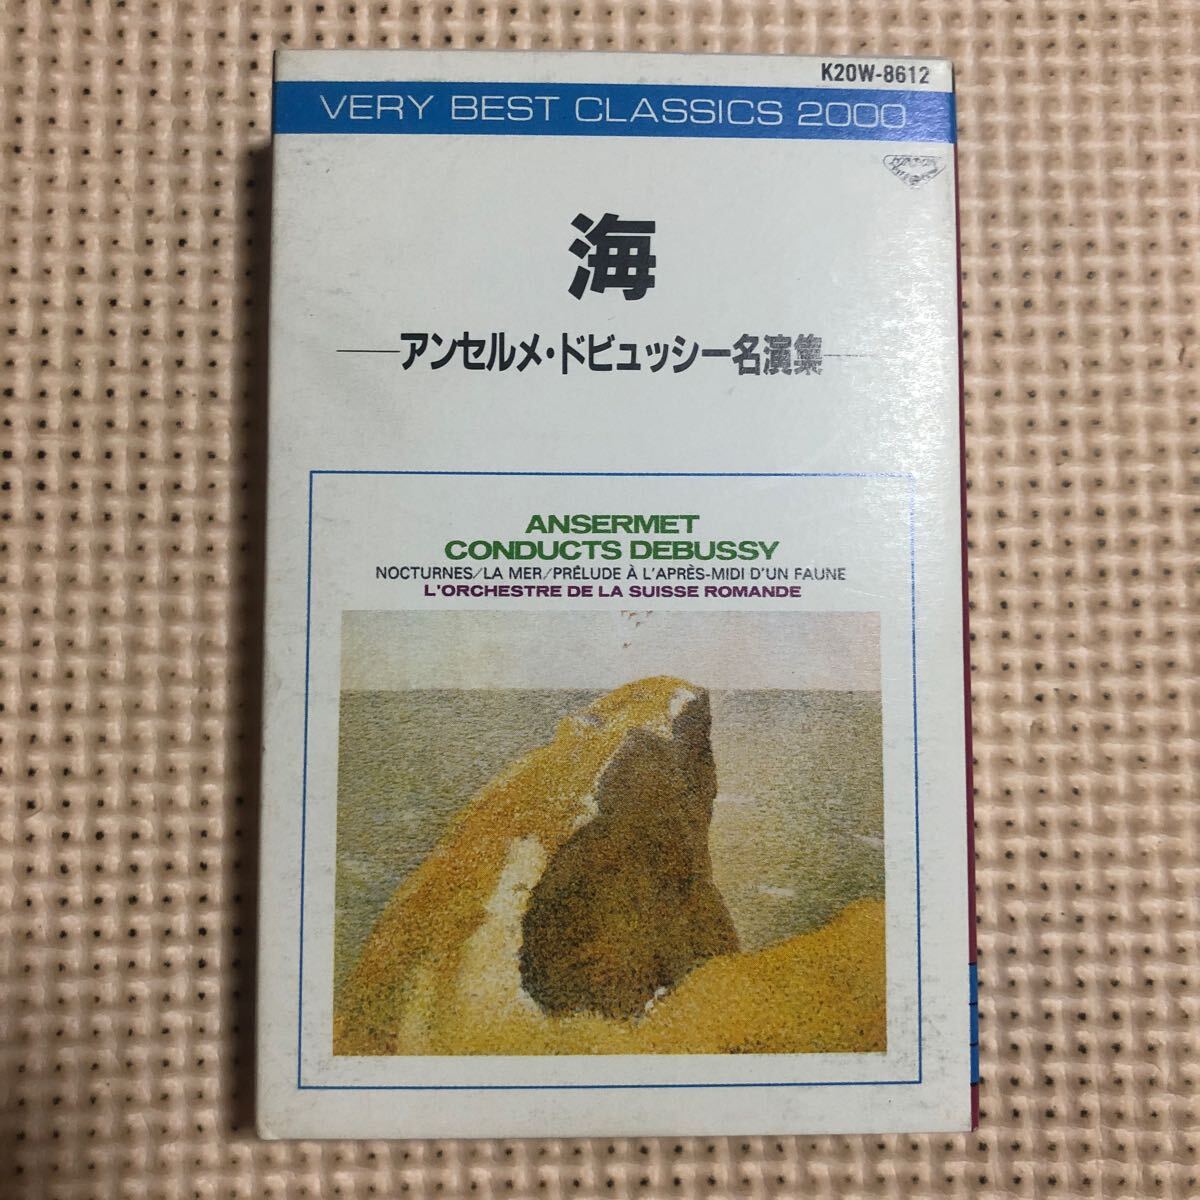 K20W-8612
VERY BEST CLASSICS 2000
海
—アンセルメ・ドビュッシー名演集—
ANSERMET
CONDUCTS DEBUSSY
NOCTURNES/LA MER/PRÉLUDE À L'APRÈS-MIDI D'UN FAUNE
L'ORCHESTRE DE LA SUISSE ROMANDE